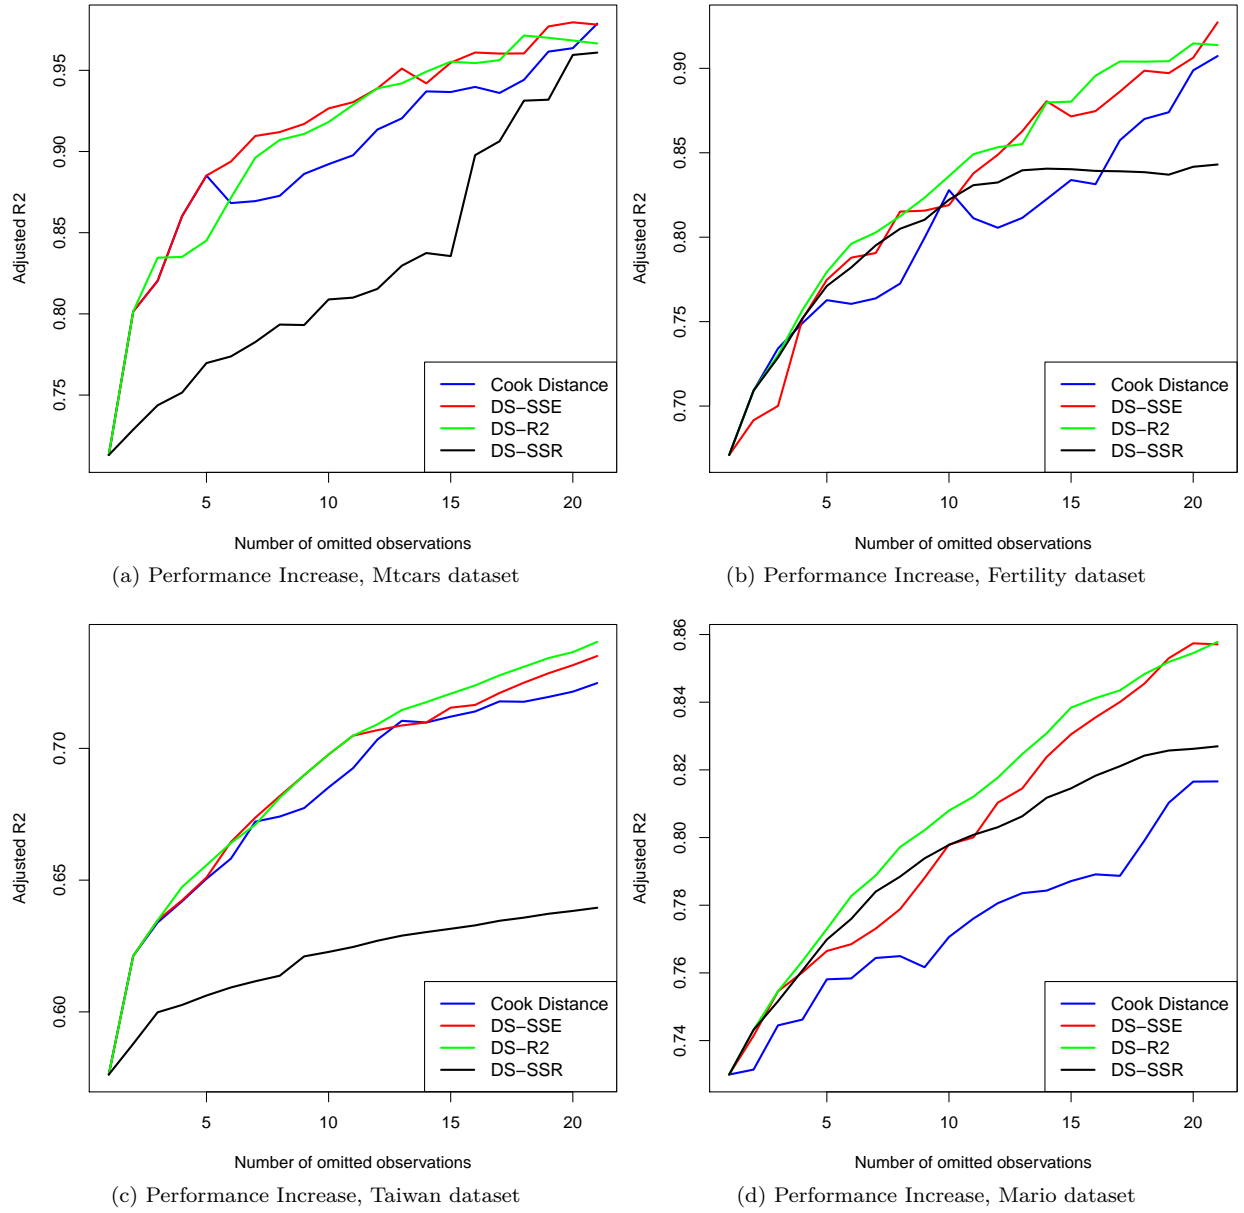 Adjusted R2
0.75 0.80 0.85 0.90 0.95
Cook Distance
DS−SSE
DS−R2
DS−SSR
5 10 15 20
Number of omitted observations
(a) Performance Increase, Mtcars dataset
Adjusted R2
0.70 0.75 0.80 0.85 0.90
Cook Distance
DS−SSE
DS−R2
DS−SSR
5 10 15 20
Number of omitted observations
(b) Performance Increase, Fertility dataset
Adjusted R2
0.60 0.65 0.70
Cook Distance
DS−SSE
DS−R2
DS−SSR
5 10 15 20
Number of omitted observations
(c) Performance Increase, Taiwan dataset
Adjusted R2
0.74 0.76 0.78 0.80 0.82 0.84 0.86
Cook Distance
DS−SSE
DS−R2
DS−SSR
5 10 15 20
Number of omitted observations
(d) Performance Increase, Mario dataset